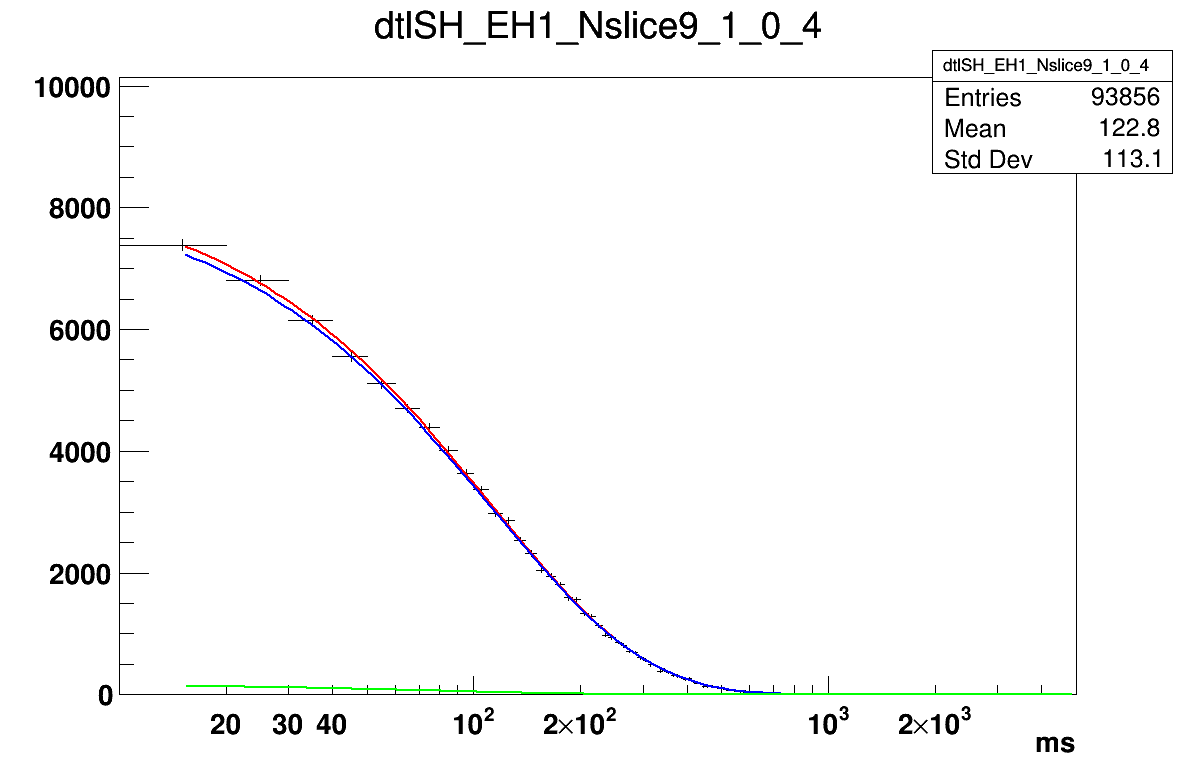 dtlSH_EH1_Nslice9_1_0_4
dtlSH_EH1_Nslice9_1_0_4
Entries 93856
Mean 122.8
Std Dev 113.1
10000
8000
6000
4000
2000
0
20 30 40 10² 2×10² 10³ 2×10³
ms